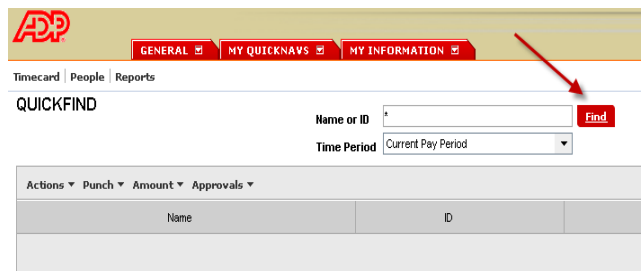 ADP
GENERAL MY QUICKNAVS MY INFORMATION
Timecard | People | Reports
QUICKFIND
Name or ID * Find
Time Period Current Pay Period
Actions Punch Amount Approvals
Name ID